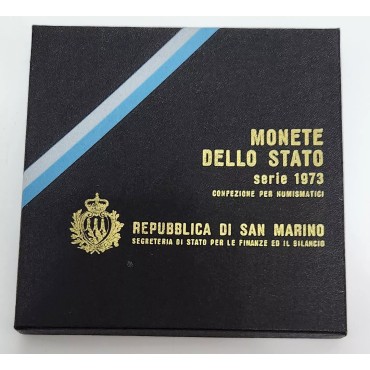 MONETE
DELLO STATO
serie 1973
CONFEZIONE PER NUMISMATICI
REPUBBLICA DI SAN MARINO
SEGRETERIA DI STATO PER LE FINANZE ED IL BILANCIO